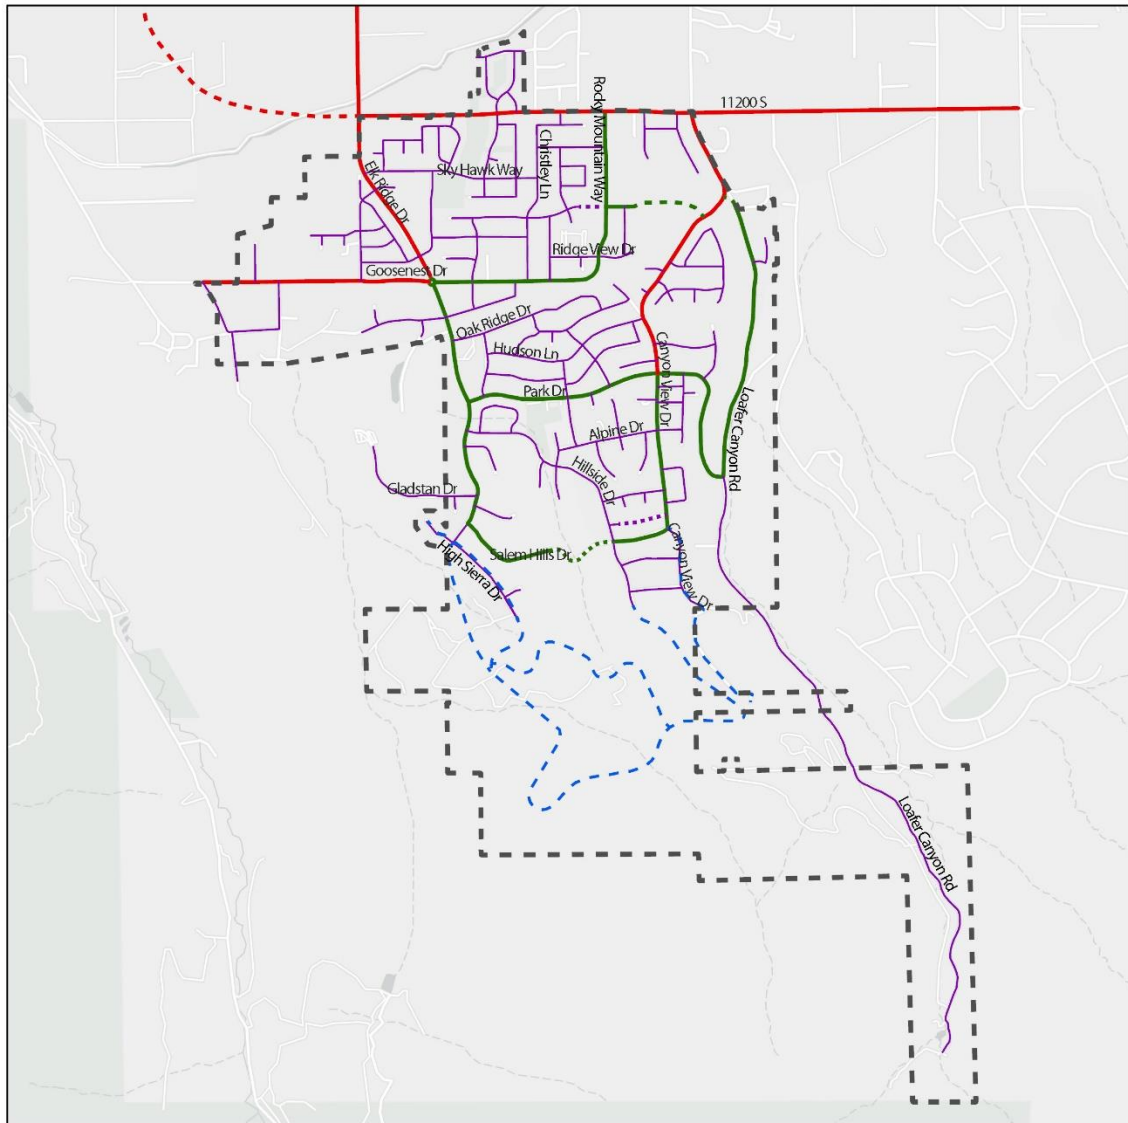 11200 S
Rocky Mountain Way
Christley Ln
Sky Hawk Way
Elk Ridge Dr
Ridge View Dr
Goosenest Dr
Oak Ridge Dr
Hudson Ln
Canyon View Dr
Park Dr
Loafer Canyon Rd
Alpine Dr
Hillside Dr
Gladstan Dr
Salem Hills Dr
High Sierra Dr
Canyon View Dr
Loafer Canyon Rd